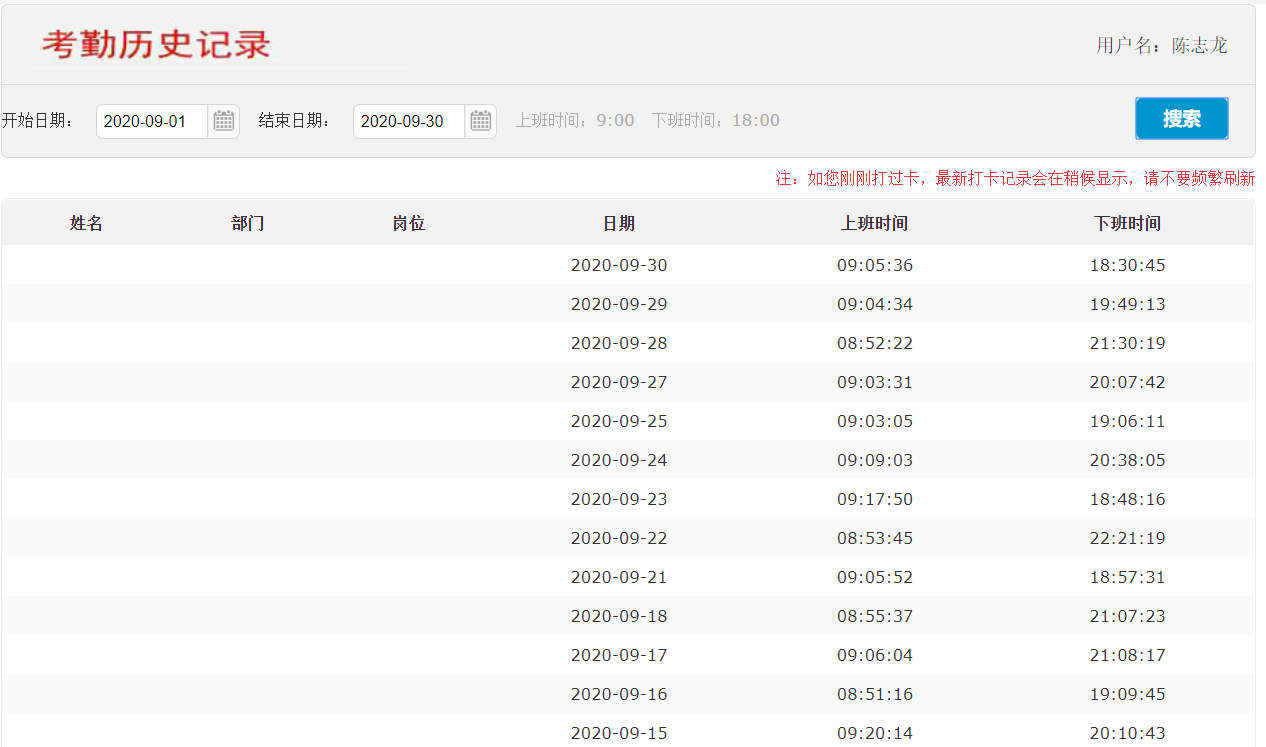 考勤历史记录
用户名：陈志龙
开始日期： 2020-09-01 结束日期： 2020-09-30 上班时间：9:00 下班时间：18:00 搜索
注：如您刚刚打过卡，最新打卡记录会在稍候显示，请不要频繁刷新
姓名 部门 岗位 日期 上班时间 下班时间
2020-09-30 09:05:36 18:30:45
2020-09-29 09:04:34 19:49:13
2020-09-28 08:52:22 21:30:19
2020-09-27 09:03:31 20:07:42
2020-09-25 09:03:05 19:06:11
2020-09-24 09:09:03 20:38:05
2020-09-23 09:17:50 18:48:16
2020-09-22 08:53:45 22:21:19
2020-09-21 09:05:52 18:57:31
2020-09-18 08:55:37 21:07:23
2020-09-17 09:06:04 21:08:17
2020-09-16 08:51:16 19:09:45
2020-09-15 09:20:14 20:10:43